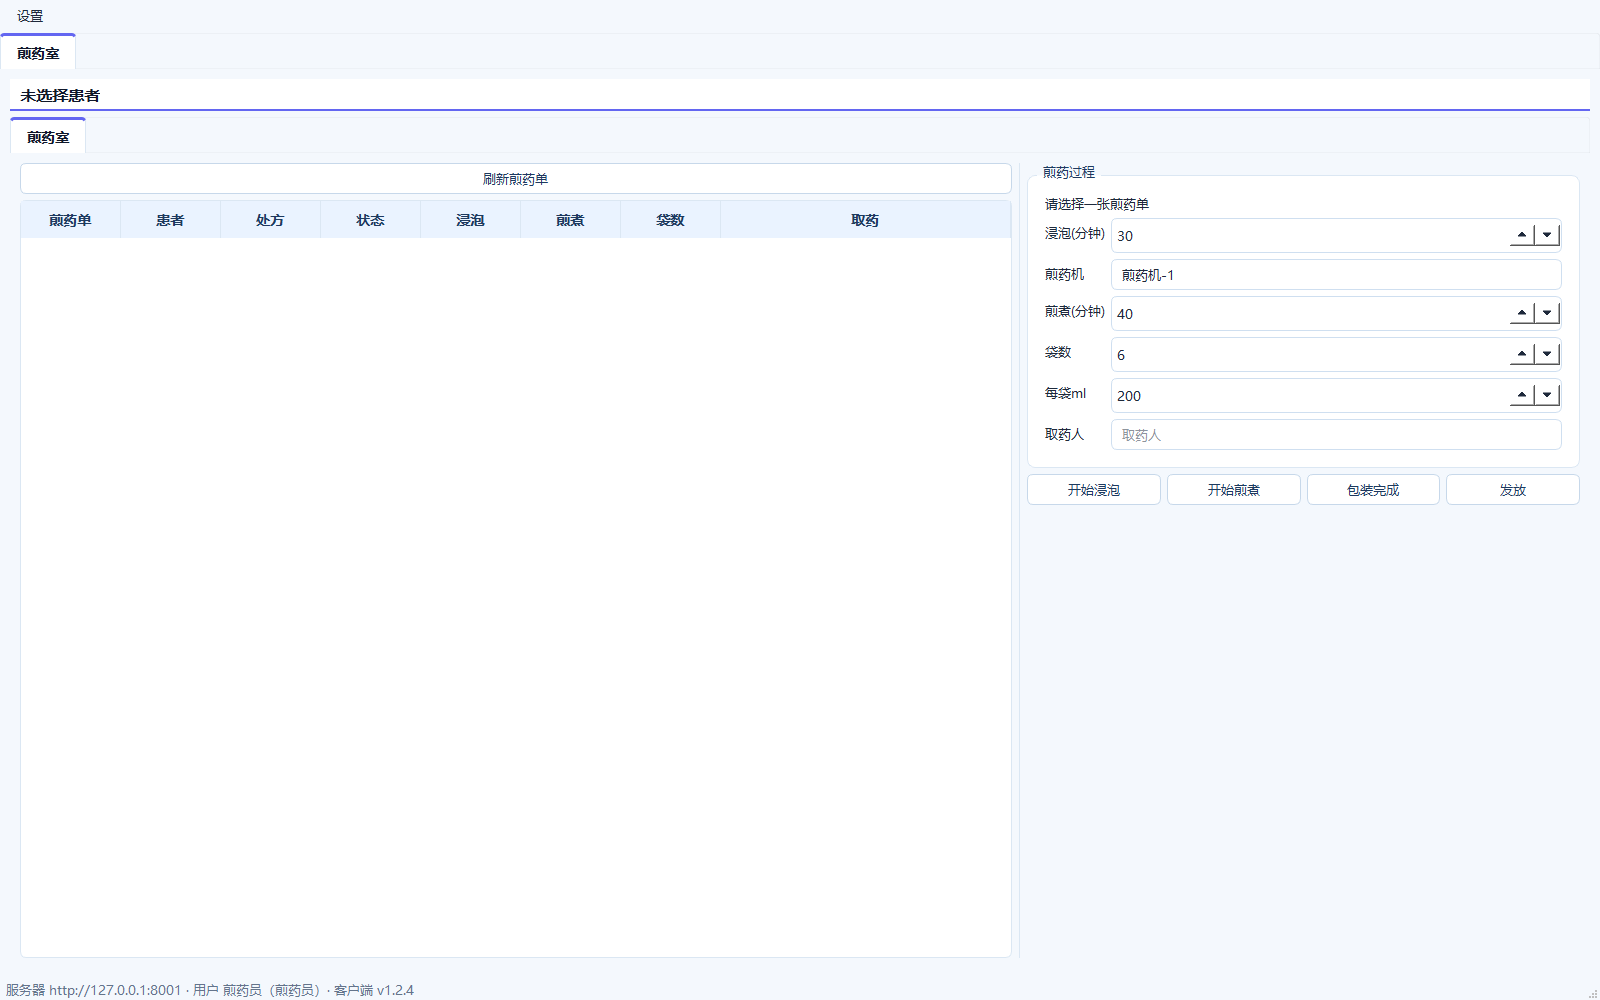 设置
煎药室
未选择患者
煎药室
刷新煎药单
煎药单 患者 处方 状态 浸泡 煎煮 袋数 取药
煎药过程
请选择一张煎药单
浸泡(分钟) 30
煎药机 煎药机-1
煎煮(分钟) 40
袋数 6
每袋ml 200
取药人 取药人
开始浸泡 开始煎煮 包装完成 发放
服务器 http://127.0.0.1:8001 · 用户 煎药员（煎药员）· 客户端 v1.2.4